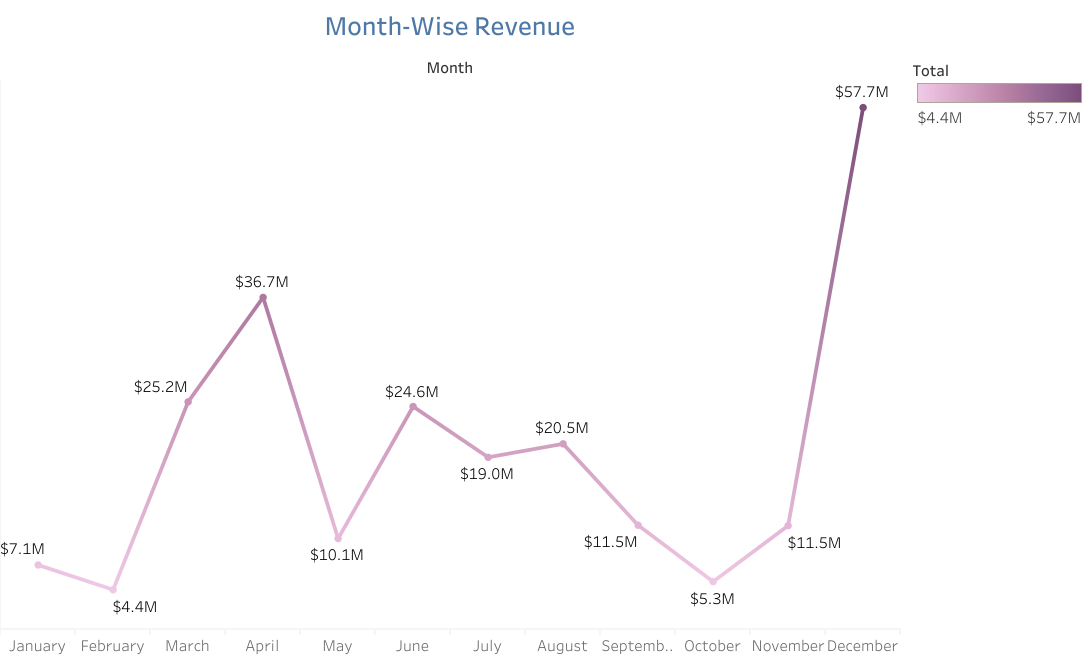 Month-Wise Revenue
Month
Total
$4.4M $57.7M
$57.7M
$36.7M
$25.2M
$24.6M
$20.5M
$19.0M
$11.5M
$11.5M
$7.1M
$10.1M
$5.3M
$4.4M
January February March April May June July August Septemb.. October November December